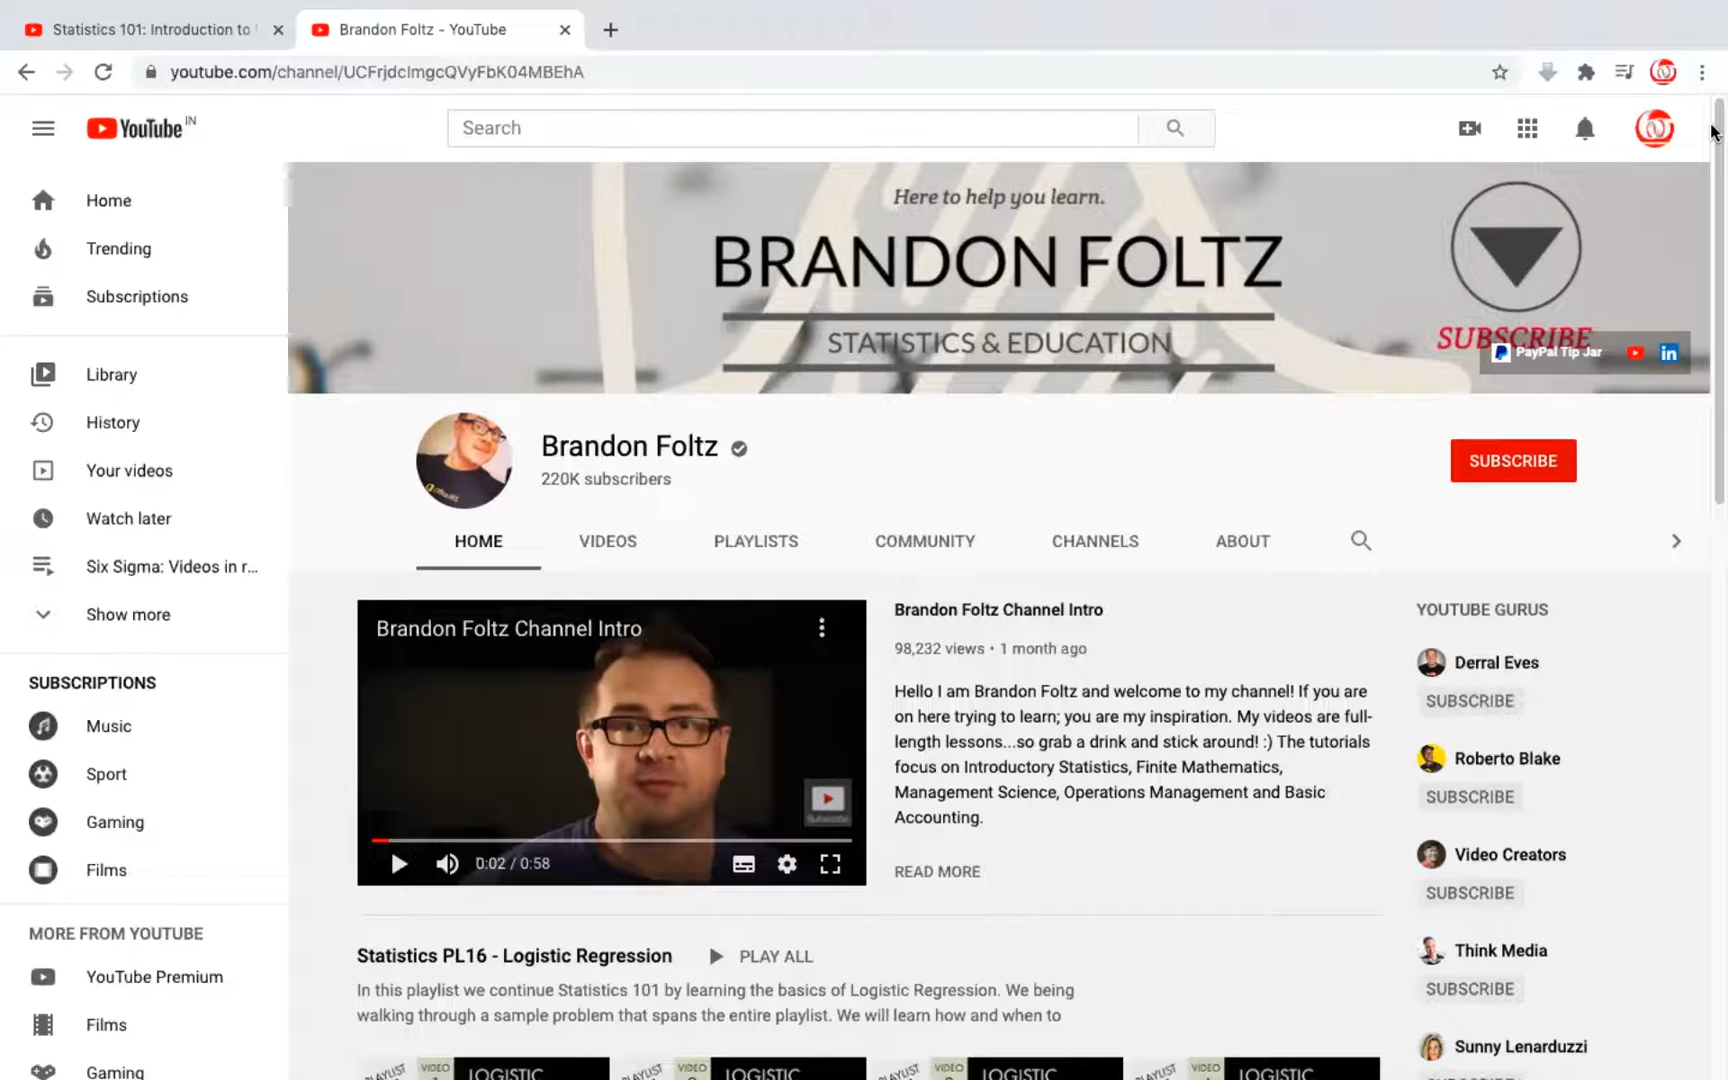 Statistics 101: Introduction to
Brandon Foltz - YouTube
youtube.com/channel/UCFrjdcImgcQVyFbK04MBEhA
YouTube IN
Search
Home
Trending
Subscriptions
Library
History
Your videos
Watch later
Six Sigma: Videos in r...
Show more
SUBSCRIPTIONS
Music
Sport
Gaming
Films
MORE FROM YOUTUBE
YouTube Premium
Films
Gaming
Here to help you learn.
BRANDON FOLTZ
STATISTICS & EDUCATION
SUBSCRIBE
PayPal Tip Jar
Brandon Foltz
220K subscribers
SUBSCRIBE
HOME
VIDEOS
PLAYLISTS
COMMUNITY
CHANNELS
ABOUT
Brandon Foltz Channel Intro
Subscribe
0:02 / 0:58
Brandon Foltz Channel Intro
98,232 views • 1 month ago
Hello I am Brandon Foltz and welcome to my channel! If you are
on here trying to learn; you are my inspiration. My videos are full-
length lessons...so grab a drink and stick around! :) The tutorials
focus on Introductory Statistics, Finite Mathematics,
Management Science, Operations Management and Basic
Accounting.
READ MORE
Statistics PL16 - Logistic Regression
PLAY ALL
In this playlist we continue Statistics 101 by learning the basics of Logistic Regression. We being
walking through a sample problem that spans the entire playlist. We will learn how and when to
PLAYLIST VIDEO LOGISTIC
PLAYLIST VIDEO LOGISTIC
PLAYLIST VIDEO LOGISTIC
PLAYLIST VIDEO LOGISTIC
YOUTUBE GURUS
Derral Eves
SUBSCRIBE
Roberto Blake
SUBSCRIBE
Video Creators
SUBSCRIBE
Think Media
SUBSCRIBE
Sunny Lenarduzzi